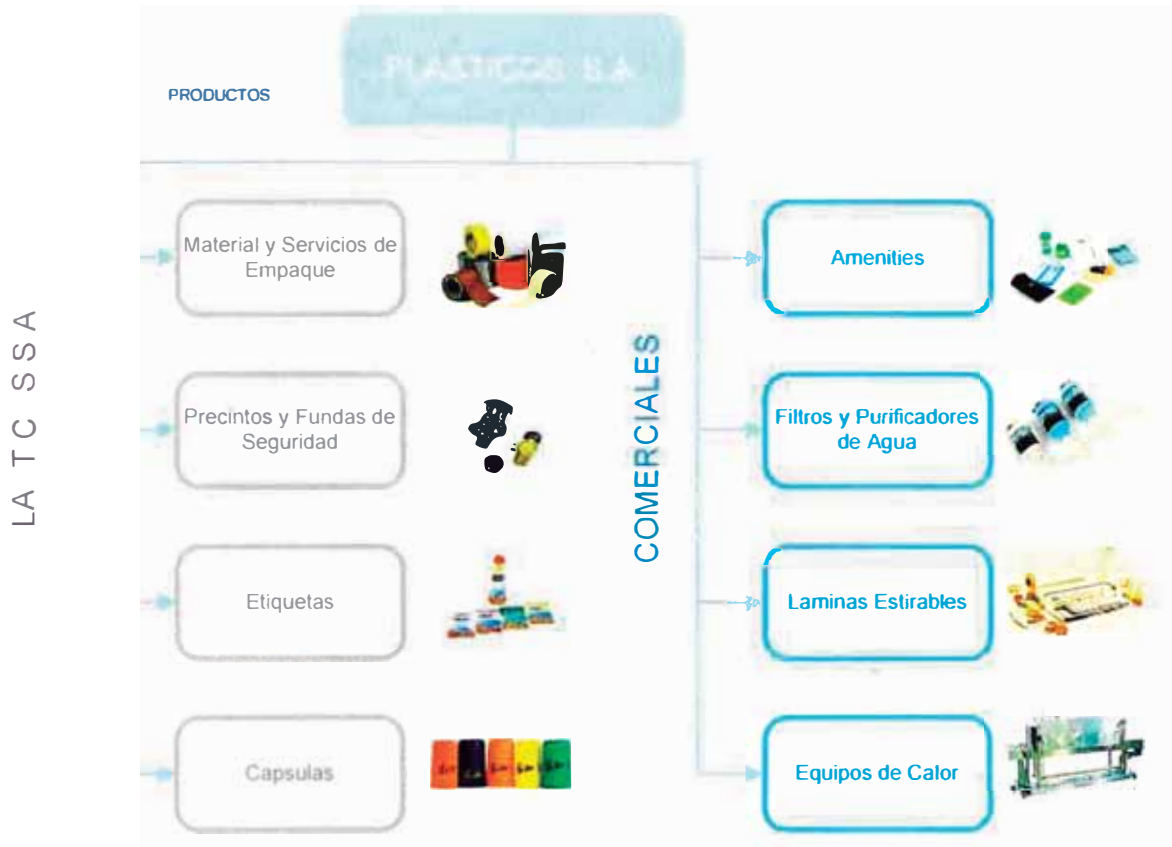 PLASTICOS S.A
PRODUCTOS
LA TC SSA
Material y Servicios de
Empaque
Precintos y Fundas de
Seguridad
Etiquetas
Capsulas
COMERCIALES
Amenities
Filtros y Purificadores
de Agua
Laminas Estirables
Equipos de Calor